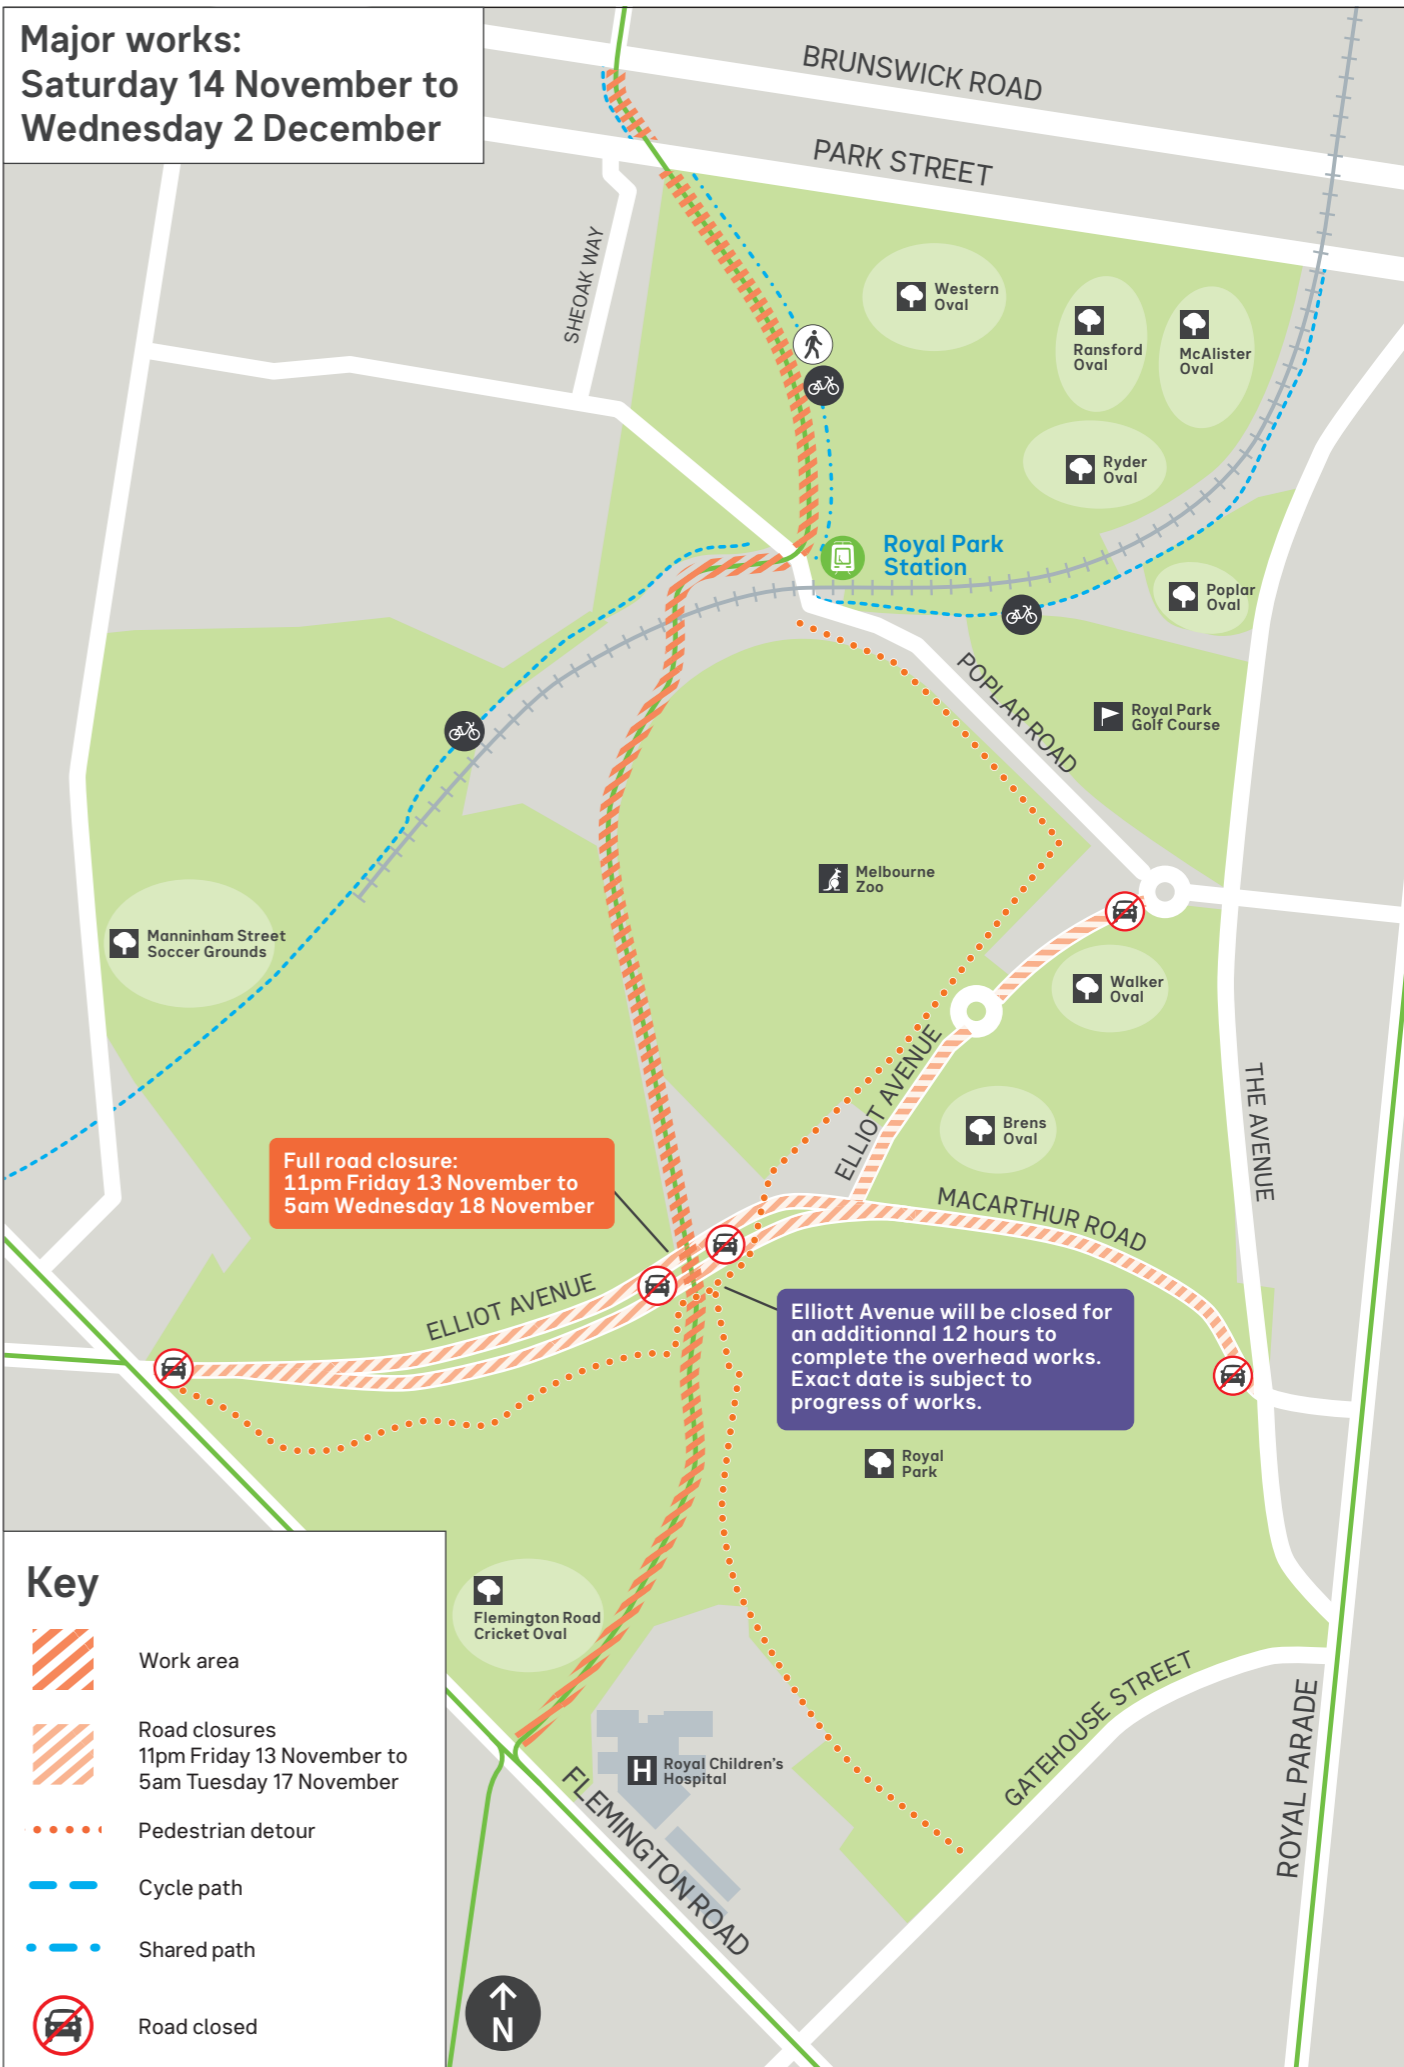 Major works:
Saturday 14 November to
Wednesday 2 December
BRUNSWICK ROAD
PARK STREET
SHEOAK WAY
Western
Oval
Ransford
Oval
McAlister
Oval
Ryder
Oval
Royal Park
Station
Poplar
Oval
POPLAR ROAD
Royal Park
Golf Course
Melbourne
Zoo
Manninham Street
Soccer Grounds
Walker
Oval
ELLIOT AVENUE
Brens
Oval
THE AVENUE
Full road closure:
11pm Friday 13 November to
5am Wednesday 18 November
MACARTHUR ROAD
ELLIOT AVENUE
Elliott Avenue will be closed for
an additionnal 12 hours to
complete the overhead works.
Exact date is subject to
progress of works.
Royal
Park
Flemington Road
Cricket Oval
H
Royal Children's
Hospital
GATEHOUSE STREET
ROYAL PARADE
FLEMINGTON ROAD
Key
Work area
Road closures
11pm Friday 13 November to
5am Tuesday 17 November
Pedestrian detour
Cycle path
Shared path
Road closed
N